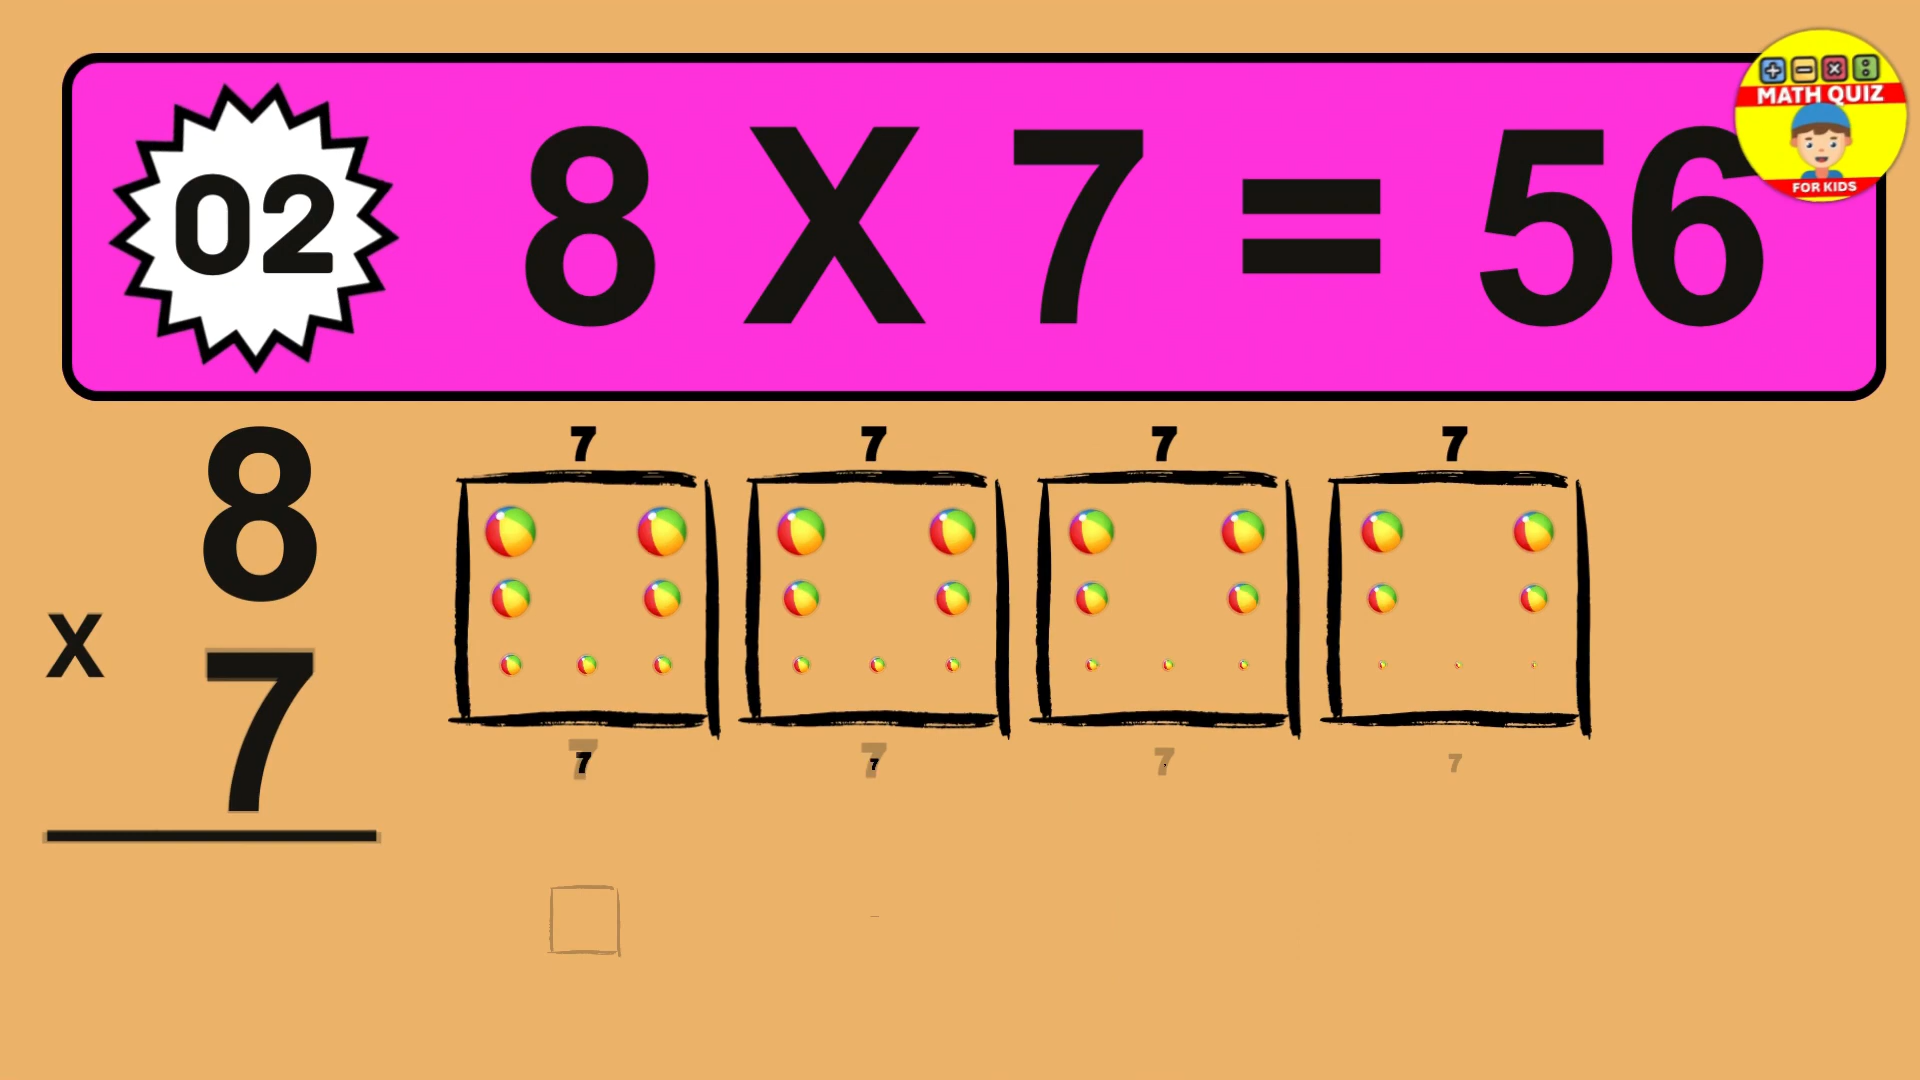 02 8 X 7 = 56
MATH QUIZ
FOR KIDS
8
X
7
7 7 7 7
7 7 7 7